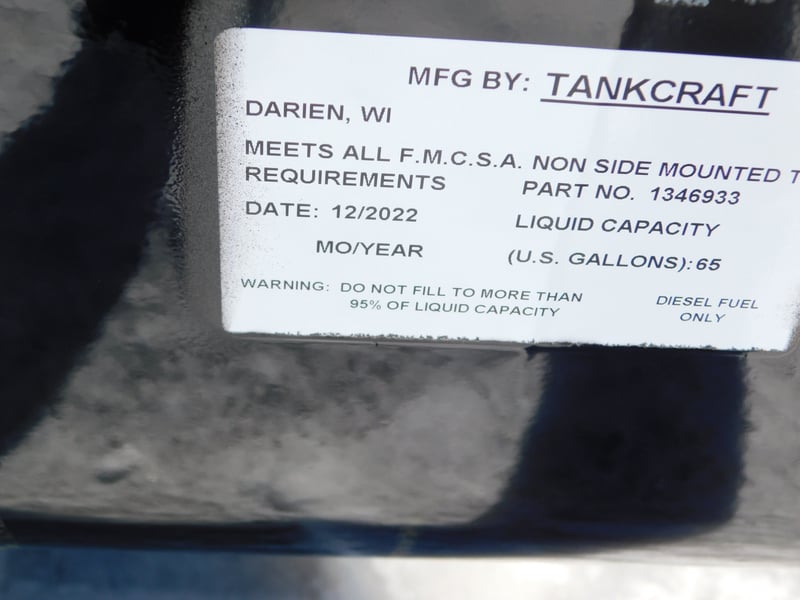 MFG BY: TANKCRAFT
DARIEN, WI
MEETS ALL F.M.C.S.A. NON SIDE MOUNTED T
REQUIREMENTS PART NO. 1346933
DATE: 12/2022 LIQUID CAPACITY
MO/YEAR (U.S. GALLONS): 65
WARNING: DO NOT FILL TO MORE THAN
95% OF LIQUID CAPACITY
DIESEL FUEL
ONLY